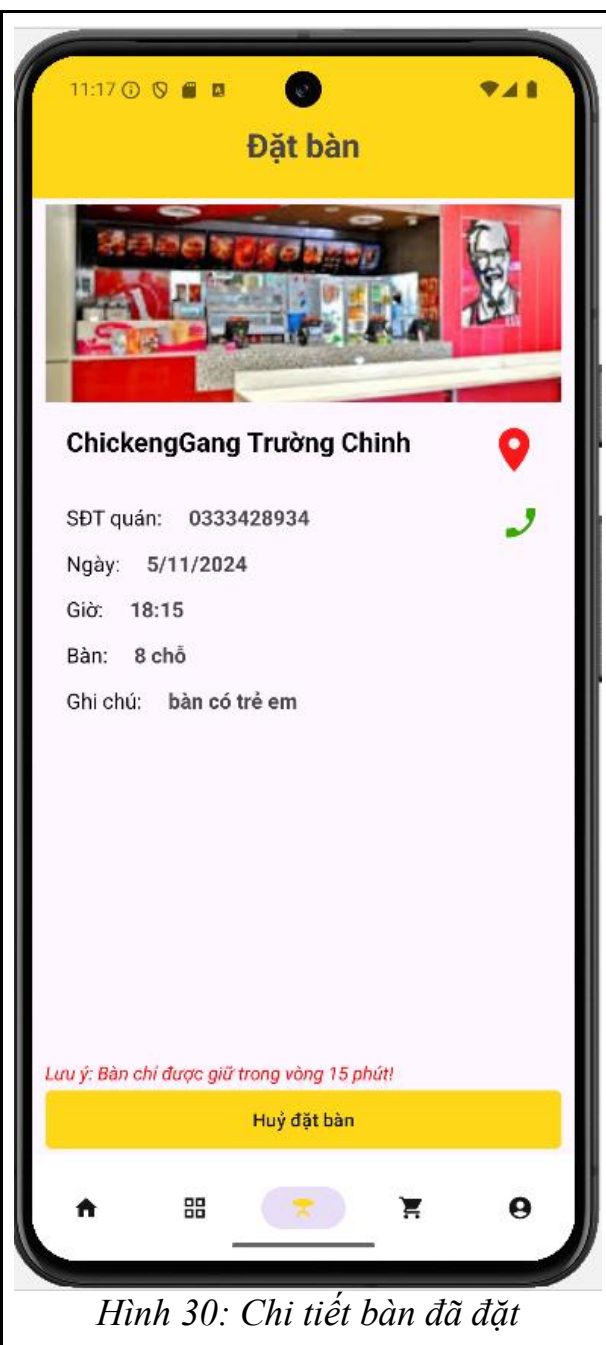 11:17
Đặt bàn
ChickengGang Trường Chinh
SĐT quán: 0333428934
Ngày: 5/11/2024
Giờ: 18:15
Bàn: 8 chỗ
Ghi chú: bàn có trẻ em
Lưu ý: Bàn chỉ được giữ trong vòng 15 phút!
Huỷ đặt bàn
Hình 30: Chi tiết bàn đã đặt